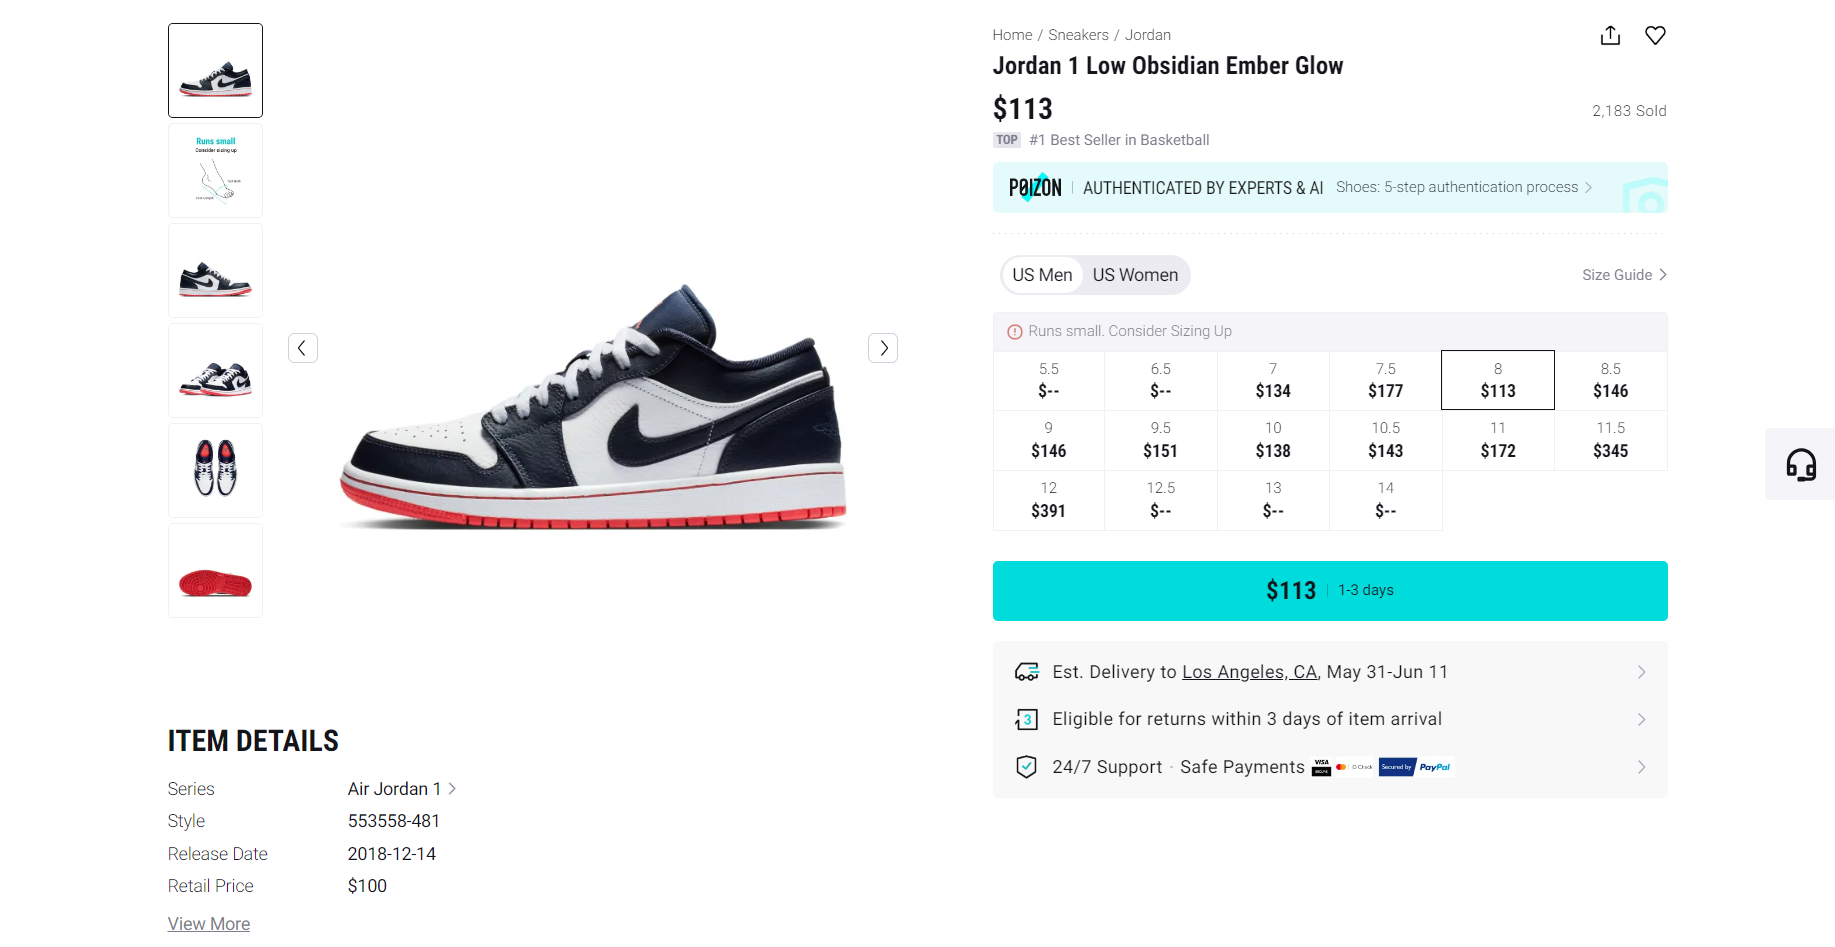 Home / Sneakers / Jordan
Jordan 1 Low Obsidian Ember Glow
$113
2,183 Sold
TOP #1 Best Seller in Basketball
POIZON AUTHENTICATED BY EXPERTS & AI Shoes: 5-step authentication process
US Men US Women
Size Guide
Runs small. Consider Sizing Up
5.5 6.5 7 7.5 8 8.5
$-- $-- $134 $177 $113 $146
9 9.5 10 10.5 11 11.5
$146 $151 $138 $143 $172 $345
12 12.5 13 14
$391 $-- $-- $--
$113 1-3 days
Est. Delivery to Los Angeles, CA, May 31-Jun 11
3 Eligible for returns within 3 days of item arrival
24/7 Support · Safe Payments VISA Secured by PayPal
Runs small
Consider sizing up
ITEM DETAILS
Series Air Jordan 1
Style 553558-481
Release Date 2018-12-14
Retail Price $100
View More